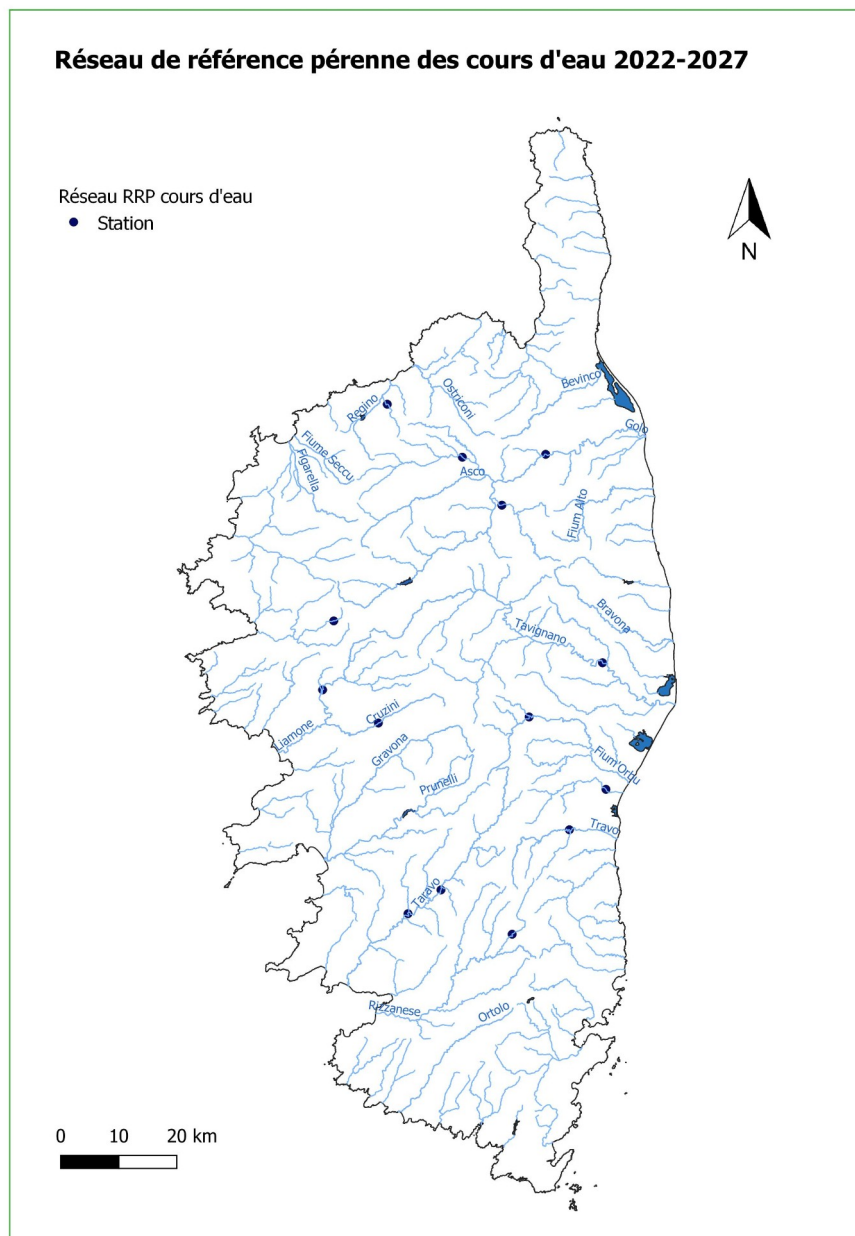 Réseau de référence pérenne des cours d'eau 2022-2027
Réseau RRP cours d'eau
Station
N
Bevinco
Ostriconi
Regino
Golo
Fiume Seccu
Figarella
Asco
Fium Alto
Bravona
Tavignano
Cruzini
Liamone
Gravona
Fium'Orbu
Prunelli
Travo
Taravo
Rizzanese
Ortolo
0 10 20 km